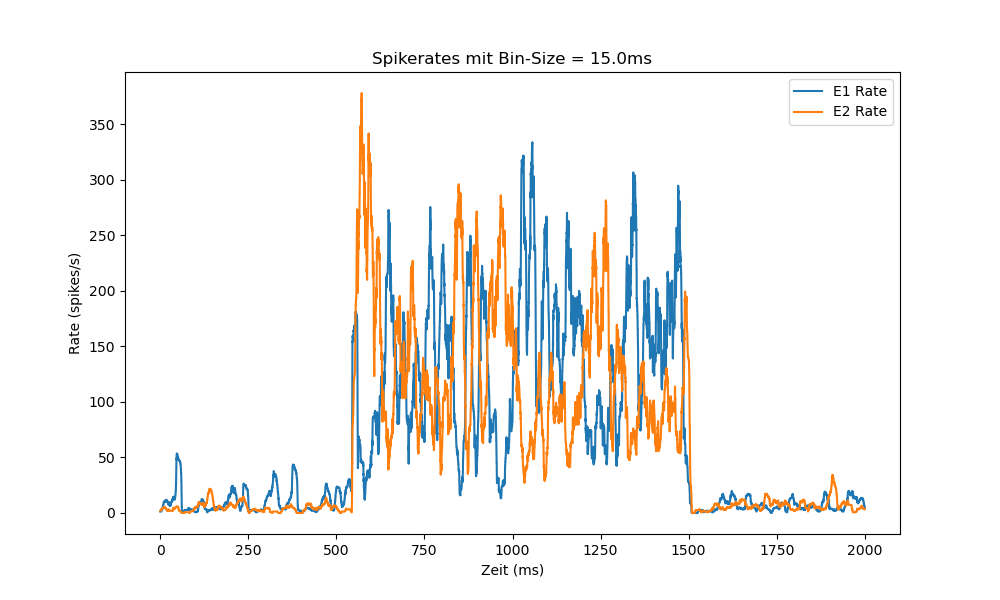 Spikerates mit Bin-Size = 15.0ms
E1 Rate
E2 Rate
350
300
250
200
150
100
50
0
Rate (spikes/s)
0 250 500 750 1000 1250 1500 1750 2000
Zeit (ms)